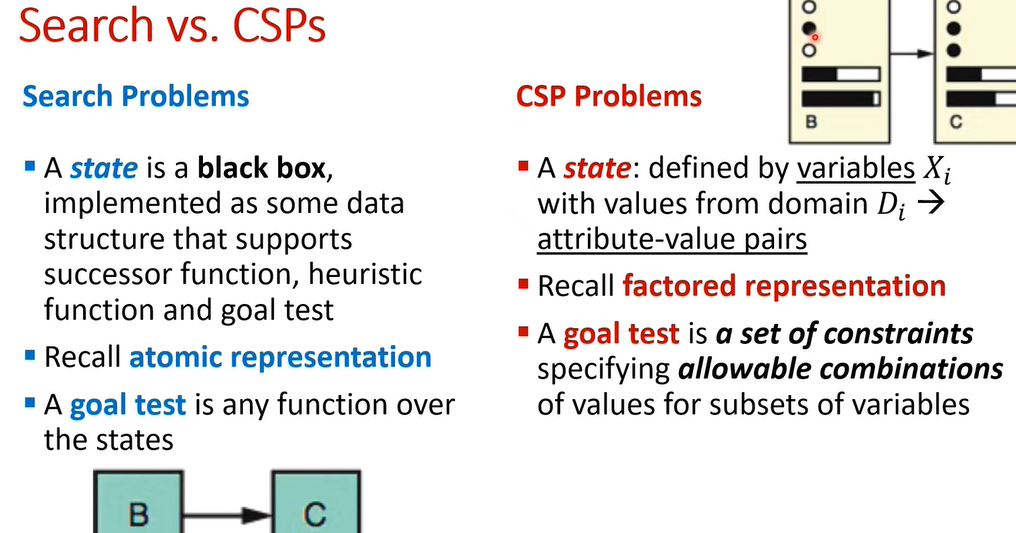 Search vs. CSPs
Search Problems
▪ A state is a black box,
implemented as some data
structure that supports
successor function, heuristic
function and goal test
▪ Recall atomic representation
▪ A goal test is any function over
the states
B
C
CSP Problems
B
C
▪ A state: defined by variables Xᵢ
with values from domain Dᵢ →
attribute-value pairs
▪ Recall factored representation
▪ A goal test is a set of constraints
specifying allowable combinations
of values for subsets of variables